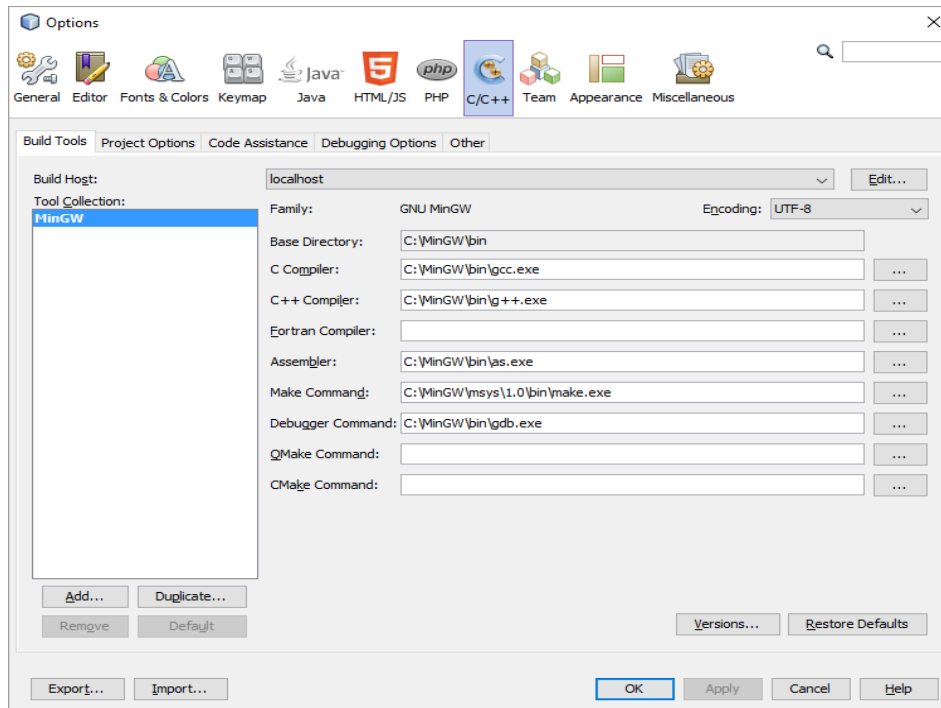 Options
General Editor Fonts & Colors Keymap Java HTML/JS PHP C/C++ Team Appearance Miscellaneous
Build Tools Project Options Code Assistance Debugging Options Other
Build Host: localhost Edit...
Tool Collection:
MinGW
Family: GNU MinGW Encoding: UTF-8
Base Directory: C:\MinGW\bin
C Compiler: C:\MinGW\bin\gcc.exe ...
C++ Compiler: C:\MinGW\bin\g++.exe ...
Fortran Compiler: ...
Assembler: C:\MinGW\bin\as.exe ...
Make Command: C:\MinGW\msys\1.0\bin\make.exe ...
Debugger Command: C:\MinGW\bin\gdb.exe ...
QMake Command: ...
CMake Command: ...
Add... Duplicate...
Remove Default
Versions... Restore Defaults
Export... Import... OK Apply Cancel Help